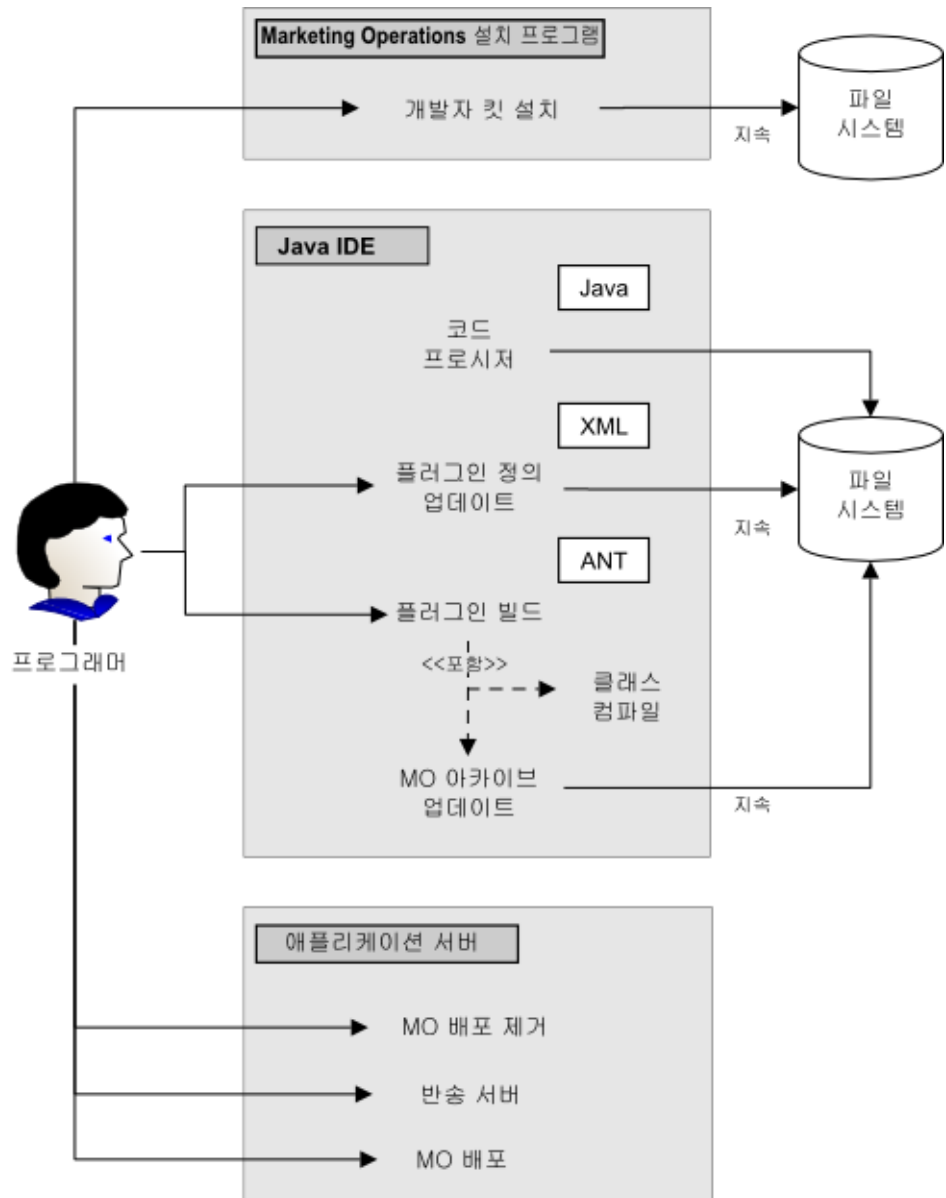 Marketing Operations 설치 프로그램
개발자 킷 설치
지속
파일
시스템
Java IDE
Java
코드
프로시저
XML
플러그인 정의
업데이트
지속
파일
시스템
ANT
플러그인 빌드
<<포함>>
클래스
컴파일
MO 아카이브
업데이트
지속
프로그래머
애플리케이션 서버
MO 배포 제거
반송 서버
MO 배포